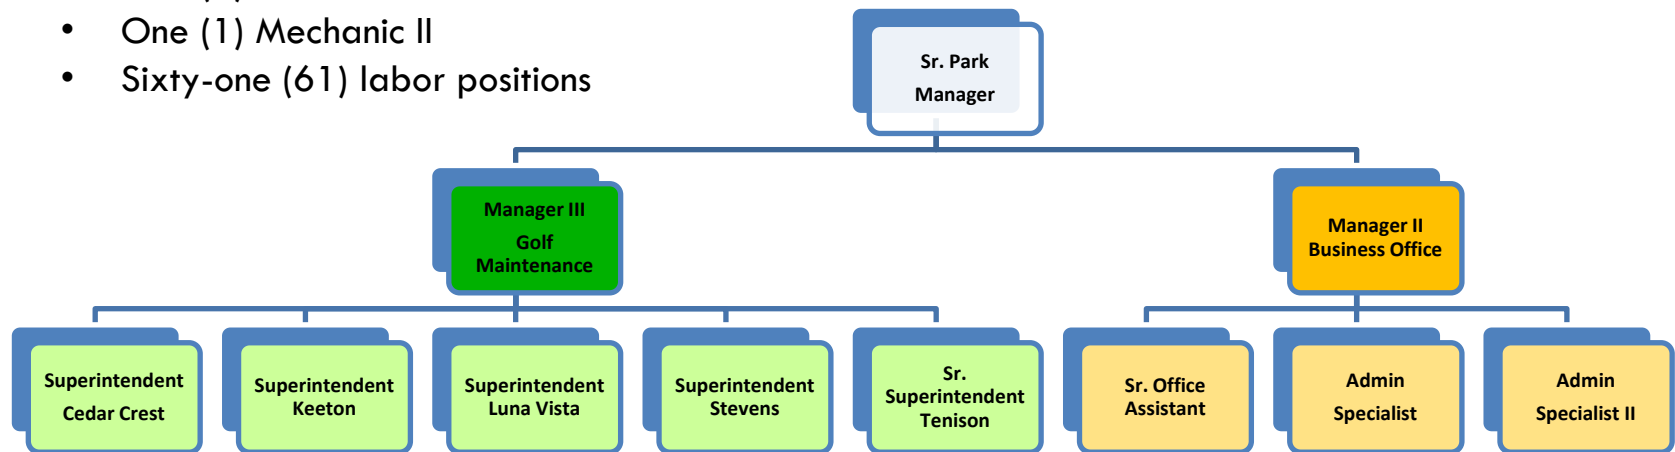 • One (1) Mechanic II
• Sixty-one (61) labor positions
Sr. Park
Manager
Manager III
Golf
Maintenance
Manager II
Business Office
Superintendent
Cedar Crest
Superintendent
Keeton
Superintendent
Luna Vista
Superintendent
Stevens
Sr.
Superintendent
Tenison
Sr. Office
Assistant
Admin
Specialist
Admin
Specialist II